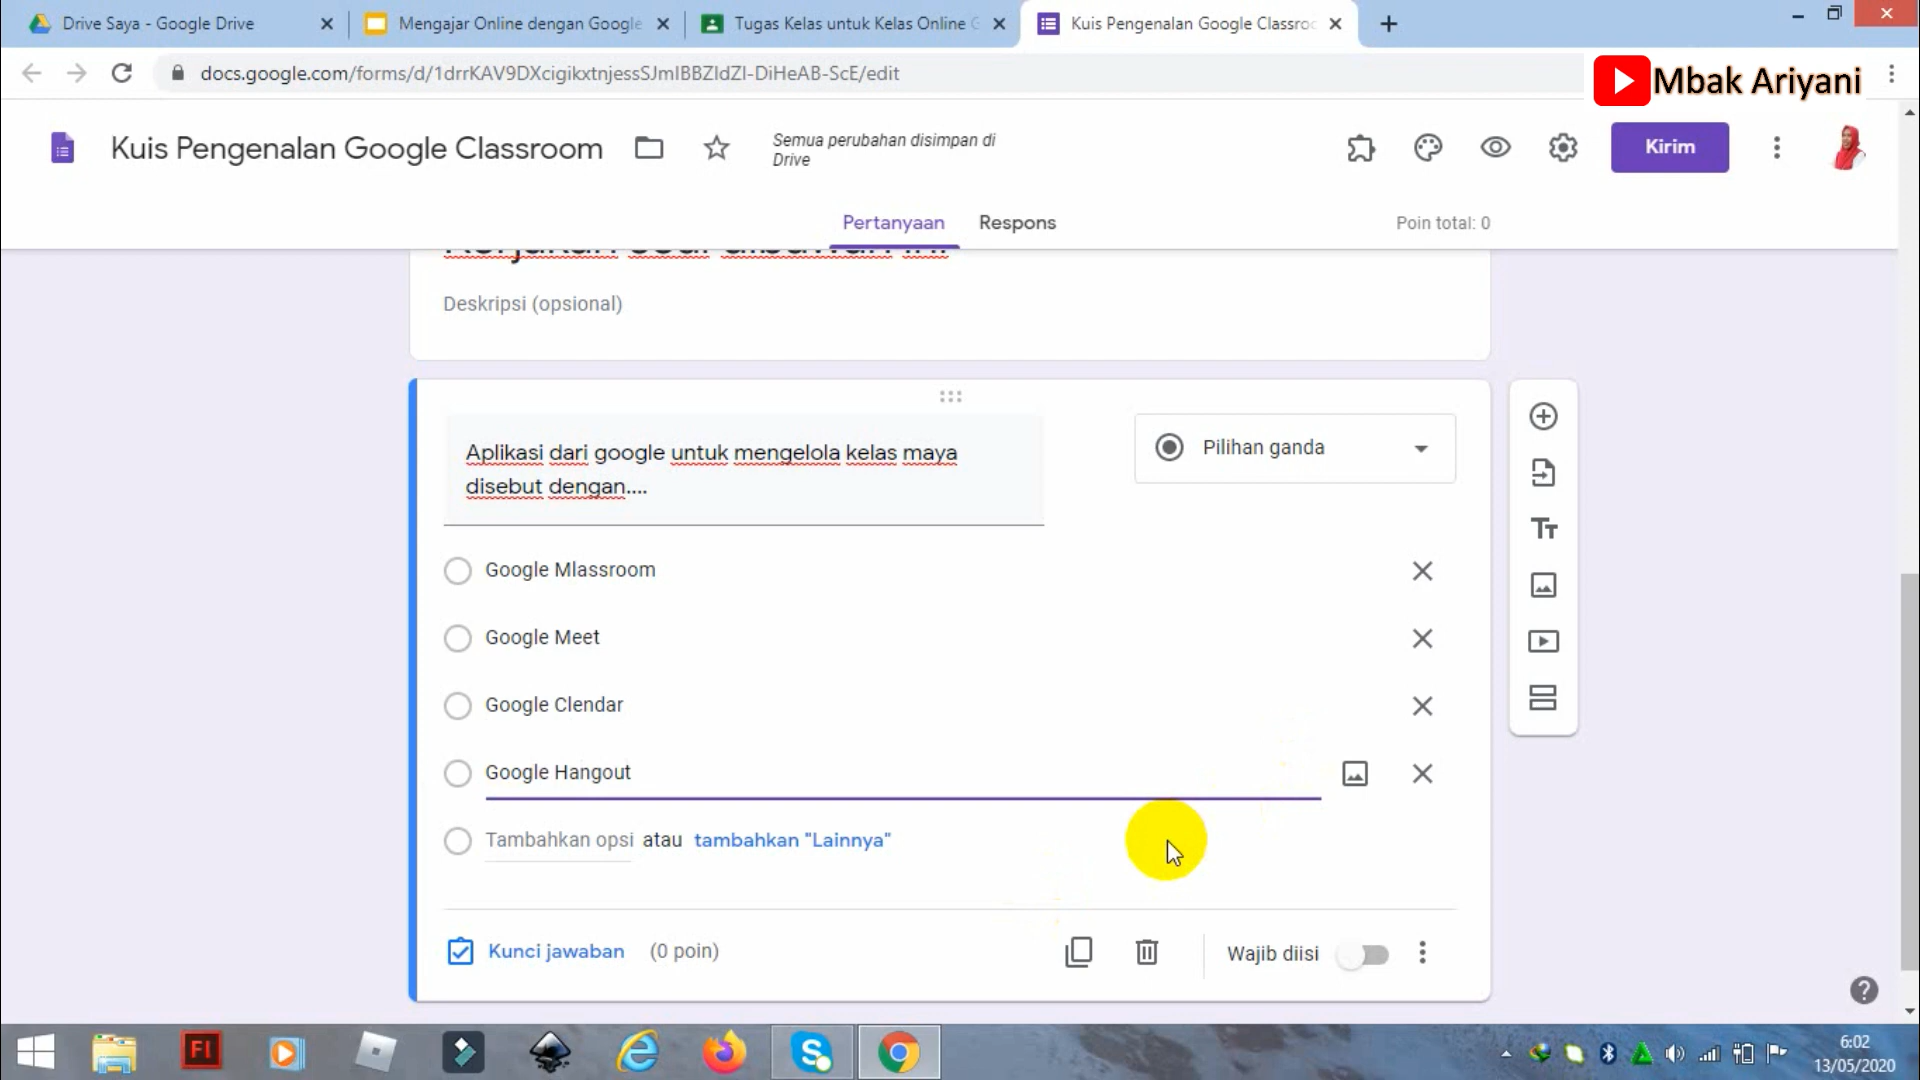 Drive Saya - Google Drive
Mengajar Online dengan Google
Tugas Kelas untuk Kelas Online G
Kuis Pengenalan Google Classroo
docs.google.com/forms/d/1drrKAV9DXcigikxtnjessSJmIBBZIdZI-DiHeAB-ScE/edit
Mbak Ariyani
Kuis Pengenalan Google Classroom
Semua perubahan disimpan di
Drive
Kirim
Pertanyaan
Respons
Poin total: 0
Deskripsi (opsional)
Aplikasi dari google untuk mengelola kelas maya
disebut dengan....
Pilihan ganda
Google Mlassroom
Google Meet
Google Clendar
Google Hangout
Tambahkan opsi atau tambahkan "Lainnya"
Kunci jawaban (0 poin)
Wajib diisi
6:02
13/05/2020